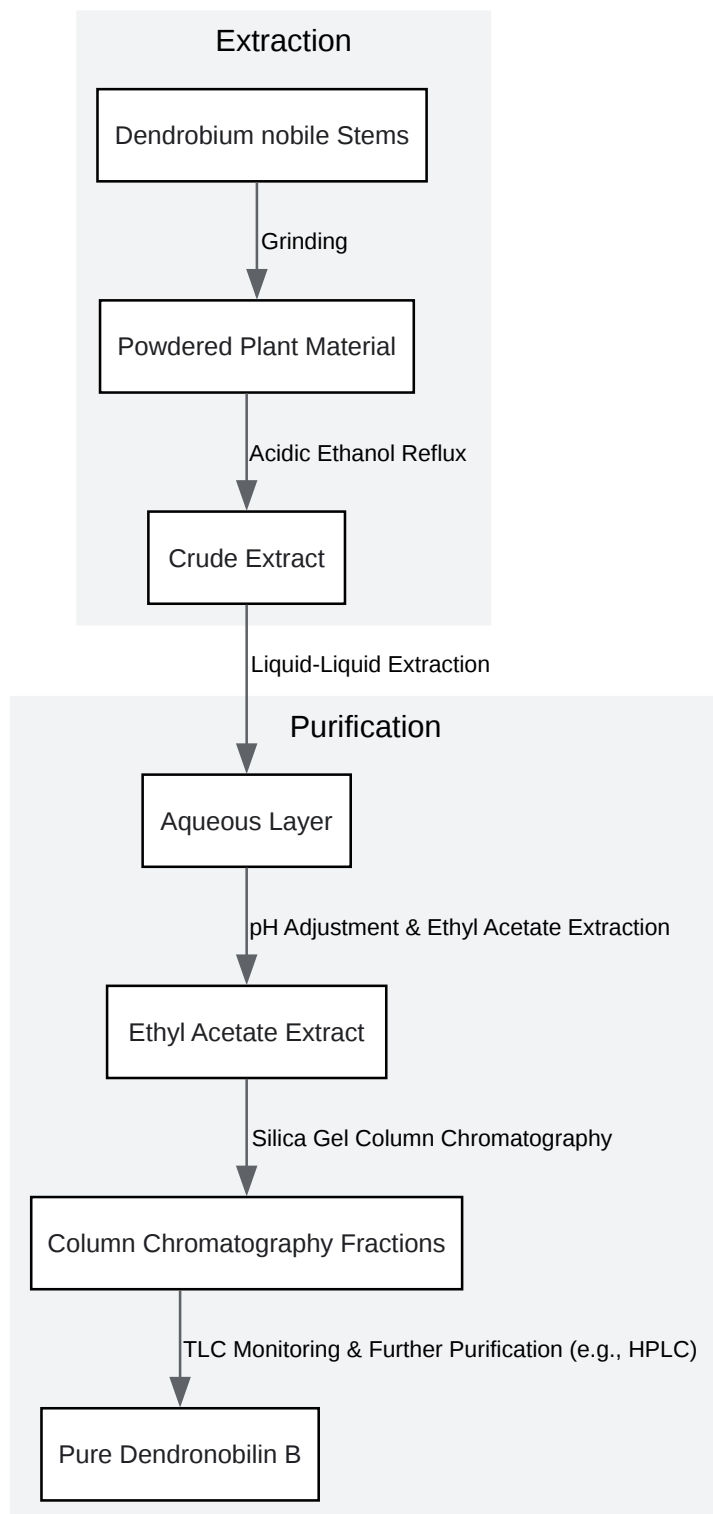 Extraction
Dendrobium nobile Stems
Grinding
Powdered Plant Material
Acidic Ethanol Reflux
Crude Extract
Liquid-Liquid Extraction
Purification
Aqueous Layer
pH Adjustment & Ethyl Acetate Extraction
Ethyl Acetate Extract
Silica Gel Column Chromatography
Column Chromatography Fractions
TLC Monitoring & Further Purification (e.g., HPLC)
Pure Dendronobilin B